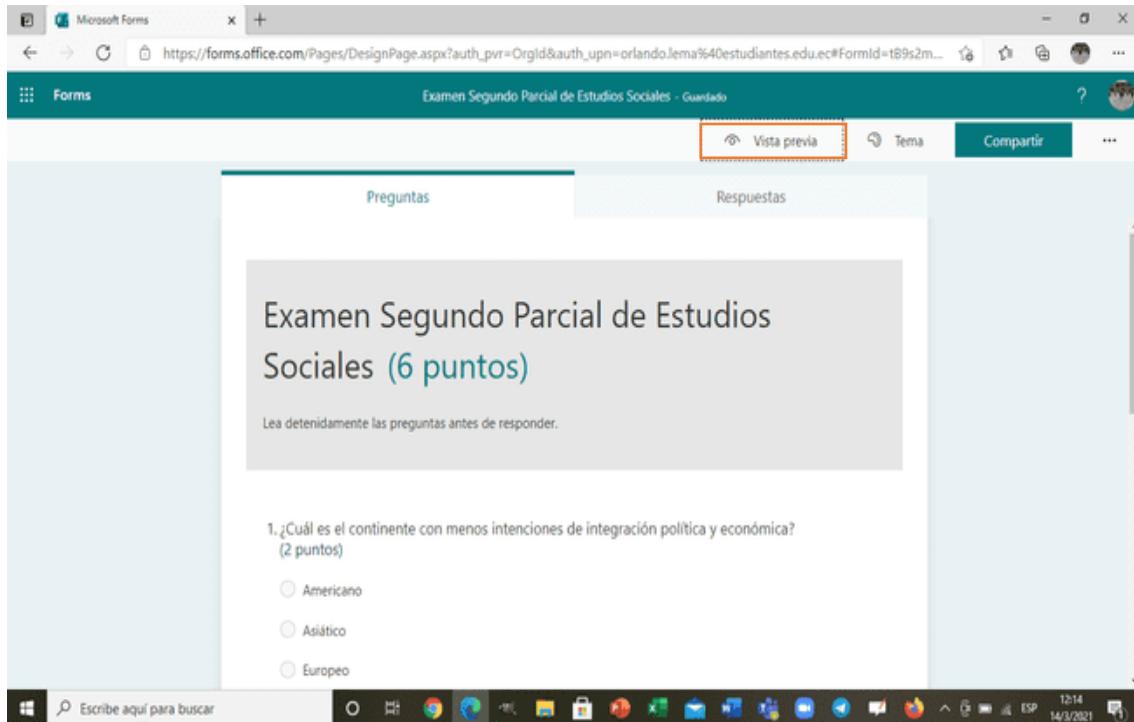 Microsoft Forms
https://forms.office.com/Pages/DesignPage.aspx?auth_pvr=OrgId&auth_upn=orlando.lema%40estudiantes.edu.ec#FormId=tB9s2m...
Forms
Examen Segundo Parcial de Estudios Sociales - Guardado
?
Vista previa
Tema
Compartir
Preguntas
Respuestas
Examen Segundo Parcial de Estudios
Sociales (6 puntos)
Lea detenidamente las preguntas antes de responder.
1. ¿Cuál es el continente con menos intenciones de integración política y económica?
(2 puntos)
Americano
Asiático
Europeo
Escribe aquí para buscar
ESP
12:14
14/3/2021